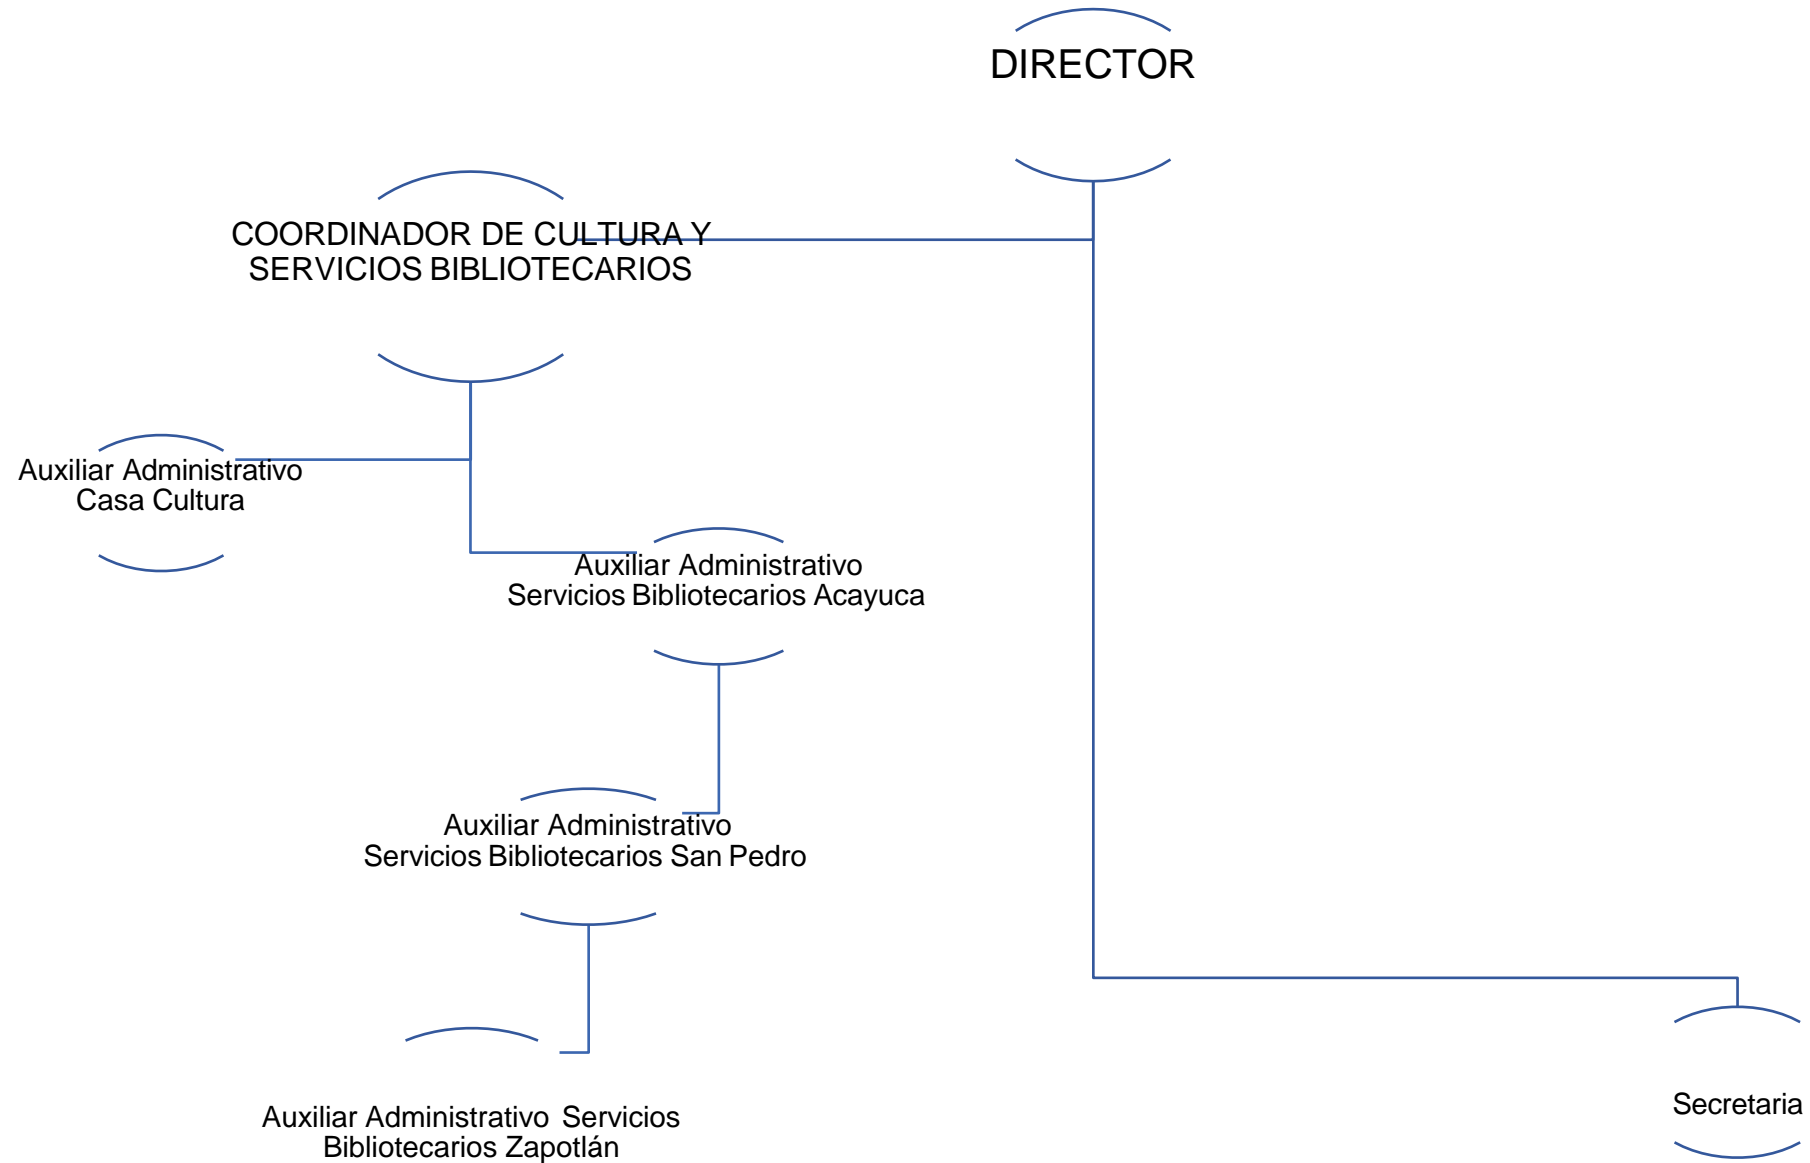 DIRECTOR
COORDINADOR DE CULTURA Y
SERVICIOS BIBLIOTECARIOS
Auxiliar Administrativo
Casa Cultura
Auxiliar Administrativo
Servicios Bibliotecarios Acayuca
Auxiliar Administrativo
Servicios Bibliotecarios San Pedro
Auxiliar Administrativo Servicios
Bibliotecarios Zapotlán
Secretaria